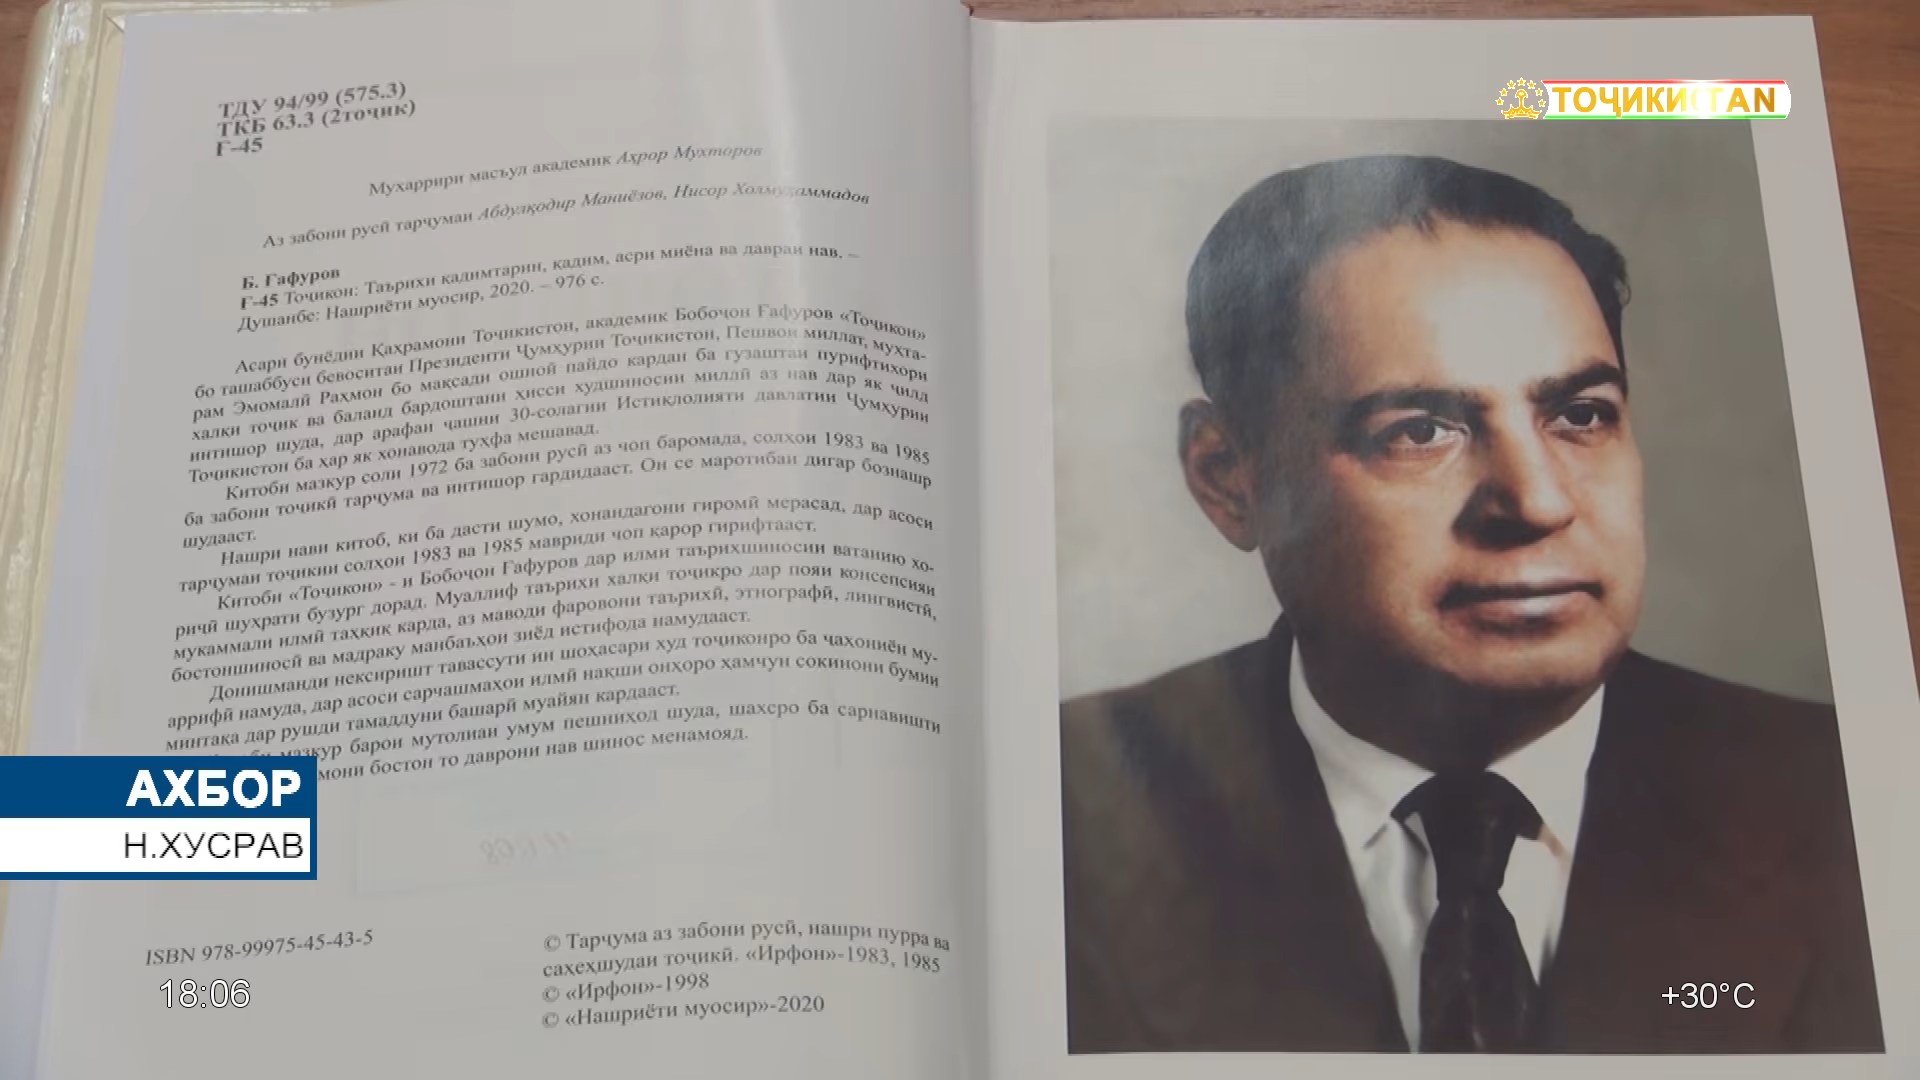 ТДУ 94/99 (575.3)
ТКБ 63.3 (2тоҷик)
Ғ-45
Муҳаррири масъул академик Аҳрор Мухторов
Аз забони русӣ тарҷумаи Абдулқодир Маниёзов, Нисор Холмуҳаммадов
Б. Ғафуров
Ғ-45 Тоҷикон: Таърихи қадимтарин, қадим, асри миёна ва давраи нав. –
Душанбе: Нашриёти муосир, 2020. – 976 с.
Асари бунёдии Қаҳрамони Тоҷикистон, академик Бобоҷон Ғафуров «Тоҷикон»
бо ташаббуси бевоситаи Президенти Ҷумҳурии Тоҷикистон, Пешвои миллат, муҳта-
рам Эмомалӣ Раҳмон бо мақсади ошноӣ пайдо кардан ба гузаштаи пурифтихори
халқи тоҷик ва баланд бардоштани ҳисси худшиносии миллӣ аз нав дар як ҷилд
интишор шуда, дар арафаи ҷашни 30-солагии Истиқлолияти давлатии Ҷумҳурии
Тоҷикистон ба ҳар як хонавода туҳфа мешавад.
Китоби мазкур соли 1972 ба забони русӣ аз чоп баромада, солҳои 1983 ва 1985
ба забони тоҷикӣ тарҷума ва интишор гардидааст. Он се маротибаи дигар бознашр
шудааст.
Нашри нави китоб, ки ба дасти шумо, хонандагони гиромӣ мерасад, дар асоси
тарҷумаи тоҷикии солҳои 1983 ва 1985 мавриди чоп қарор гирифтааст.
Китоби «Тоҷикон» - и Бобоҷон Ғафуров дар илми таърихшиносии ватанию хо-
риҷӣ шуҳрати бузург дорад. Муаллиф таърихи халқи тоҷикро дар пояи консепсияи
мукаммали илмӣ таҳқиқ карда, аз маводи фаровони таърихӣ, этнографӣ, лингвистӣ,
бостоншиносӣ ва мадраку манбаъҳои зиёд истифода намудааст.
Донишманди нексиришт тавассути ин шоҳасари худ тоҷиконро ба ҷаҳониён му-
аррифӣ намуда, дар асоси сарчашмаҳои илмӣ нақши онҳоро ҳамчун сокинони бумии
минтақа дар рушди тамаддуни башарӣ муайян кардааст.
мазкур барои мутолиаи умум пешниҳод шуда, шахсро ба сарнавишти
бостон то даврони нав шинос менамояд.
ISBN 978-99975-45-43-5
© Тарҷума аз забони русӣ, нашри пурра ва
саҳеҳшудаи тоҷикӣ. «Ирфон»-1983, 1985
© «Ирфон»-1998
© «Нашриёти муосир»-2020
ТОҶИКИСТАN
АХБОР
Н.ХУСРАВ
18:06
+30°C